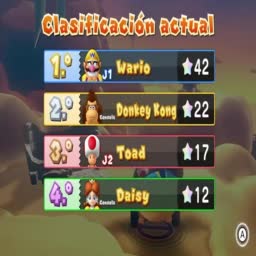 Clasificación actual
1.º J1 Wario ★42
2.º Consola Donkey Kong ★22
3.º J2 Toad ★17
4.º Consola Daisy ★12
A